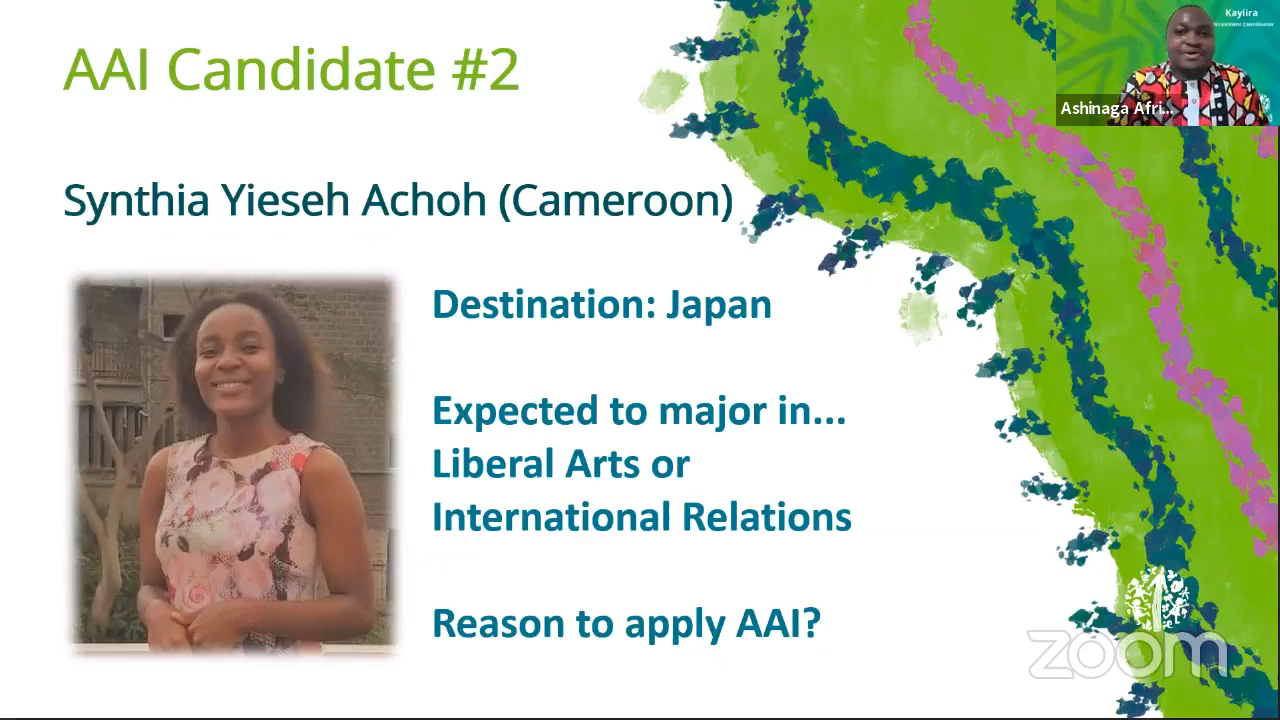 AAI Candidate #2
Kayiira
Ashinaga Afri...
Synthia Yieseh Achoh (Cameroon)
Destination: Japan
Expected to major in...
Liberal Arts or
International Relations
Reason to apply AAI?
zoom